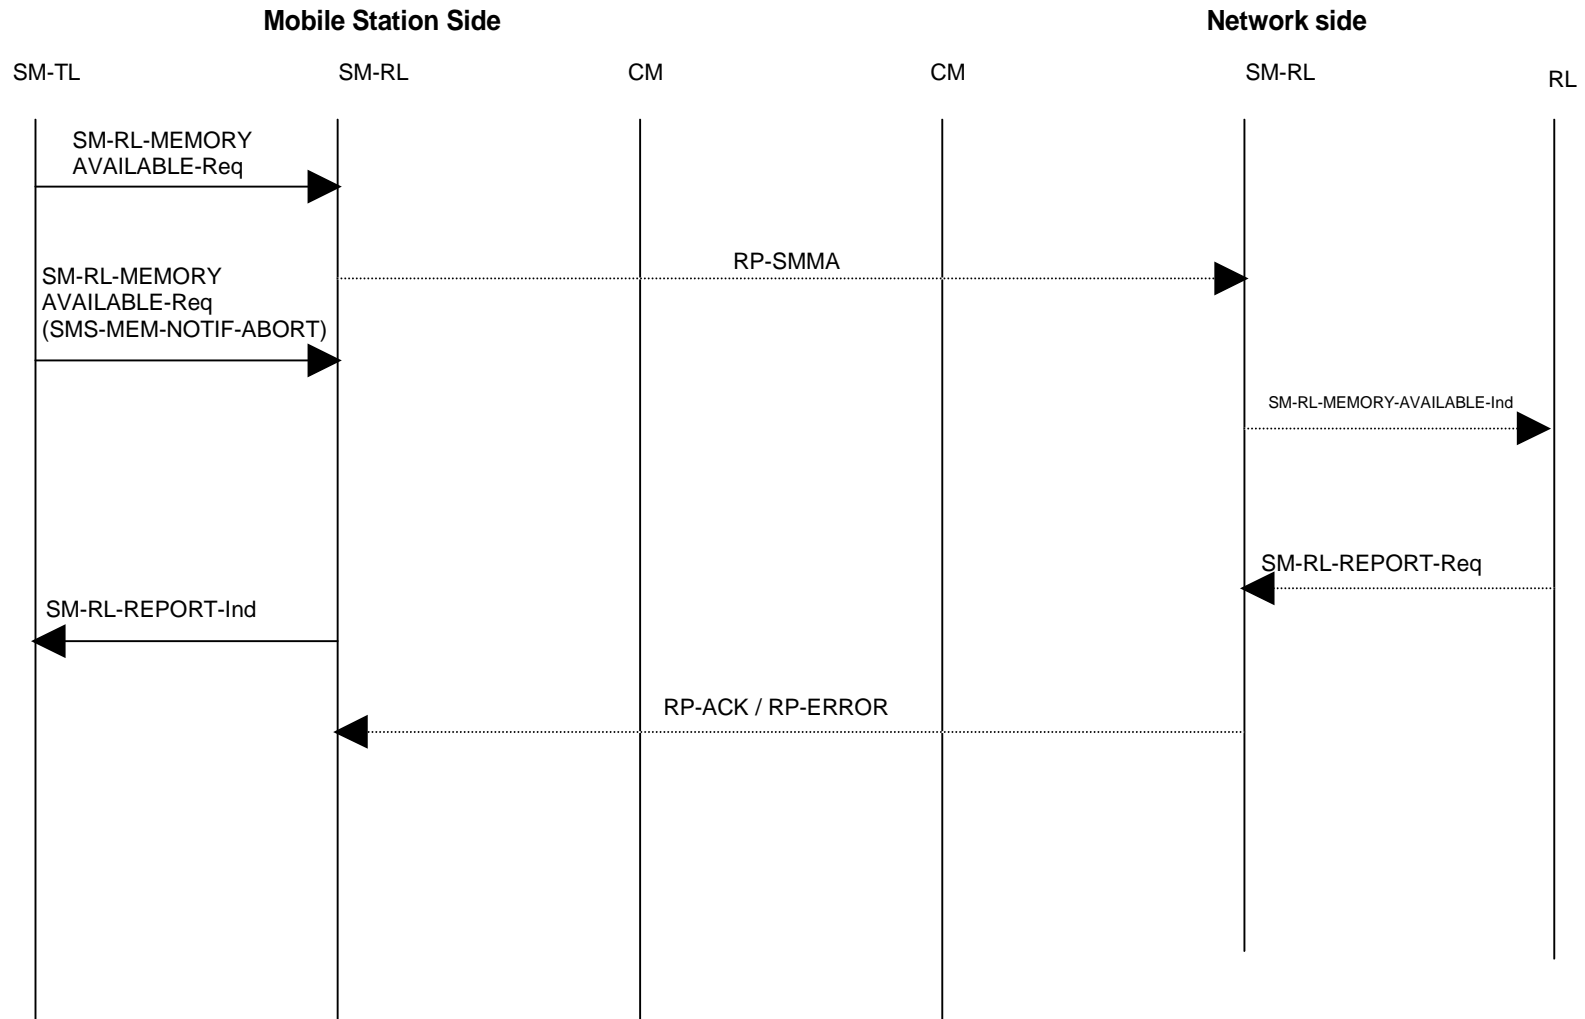 Mobile Station Side
Network side
SM-TL
SM-RL
CM
CM
SM-RL
RL
SM-RL-MEMORY
AVAILABLE-Req
RP-SMMA
SM-RL-MEMORY
AVAILABLE-Req
(SMS-MEM-NOTIF-ABORT)
SM-RL-MEMORY-AVAILABLE-Ind
SM-RL-REPORT-Req
SM-RL-REPORT-Ind
RP-ACK / RP-ERROR